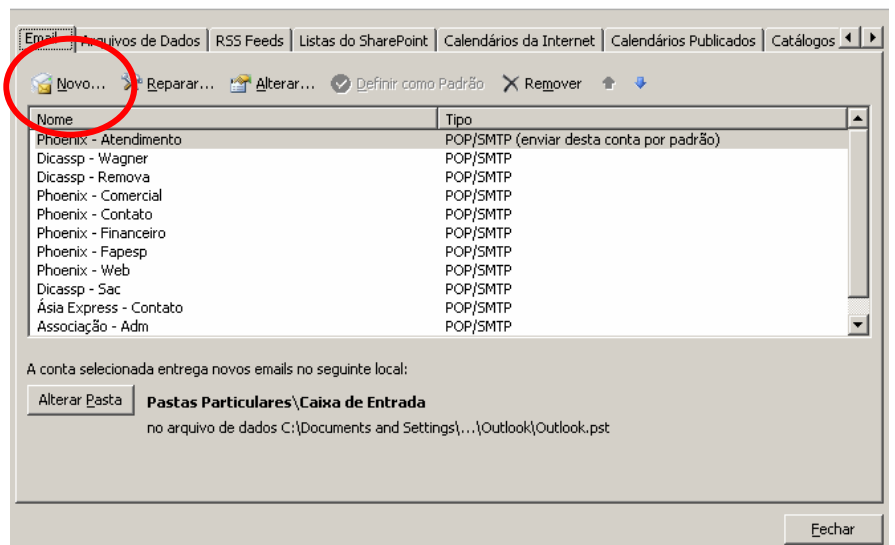 Email Arquivos de Dados RSS Feeds Listas do SharePoint Calendários da Internet Calendários Publicados Catálogos
Novo... Reparar... Alterar... Definir como Padrão Remover
Nome Tipo
Phoenix - Atendimento POP/SMTP (enviar desta conta por padrão)
Dicassp - Wagner POP/SMTP
Dicassp - Remova POP/SMTP
Phoenix - Comercial POP/SMTP
Phoenix - Contato POP/SMTP
Phoenix - Financeiro POP/SMTP
Phoenix - Fapesp POP/SMTP
Phoenix - Web POP/SMTP
Dicassp - Sac POP/SMTP
Ásia Express - Contato POP/SMTP
Associação - Adm POP/SMTP
A conta selecionada entrega novos emails no seguinte local:
Alterar Pasta Pastas Particulares\Caixa de Entrada
no arquivo de dados C:\Documents and Settings\...\Outlook\Outlook.pst
Fechar